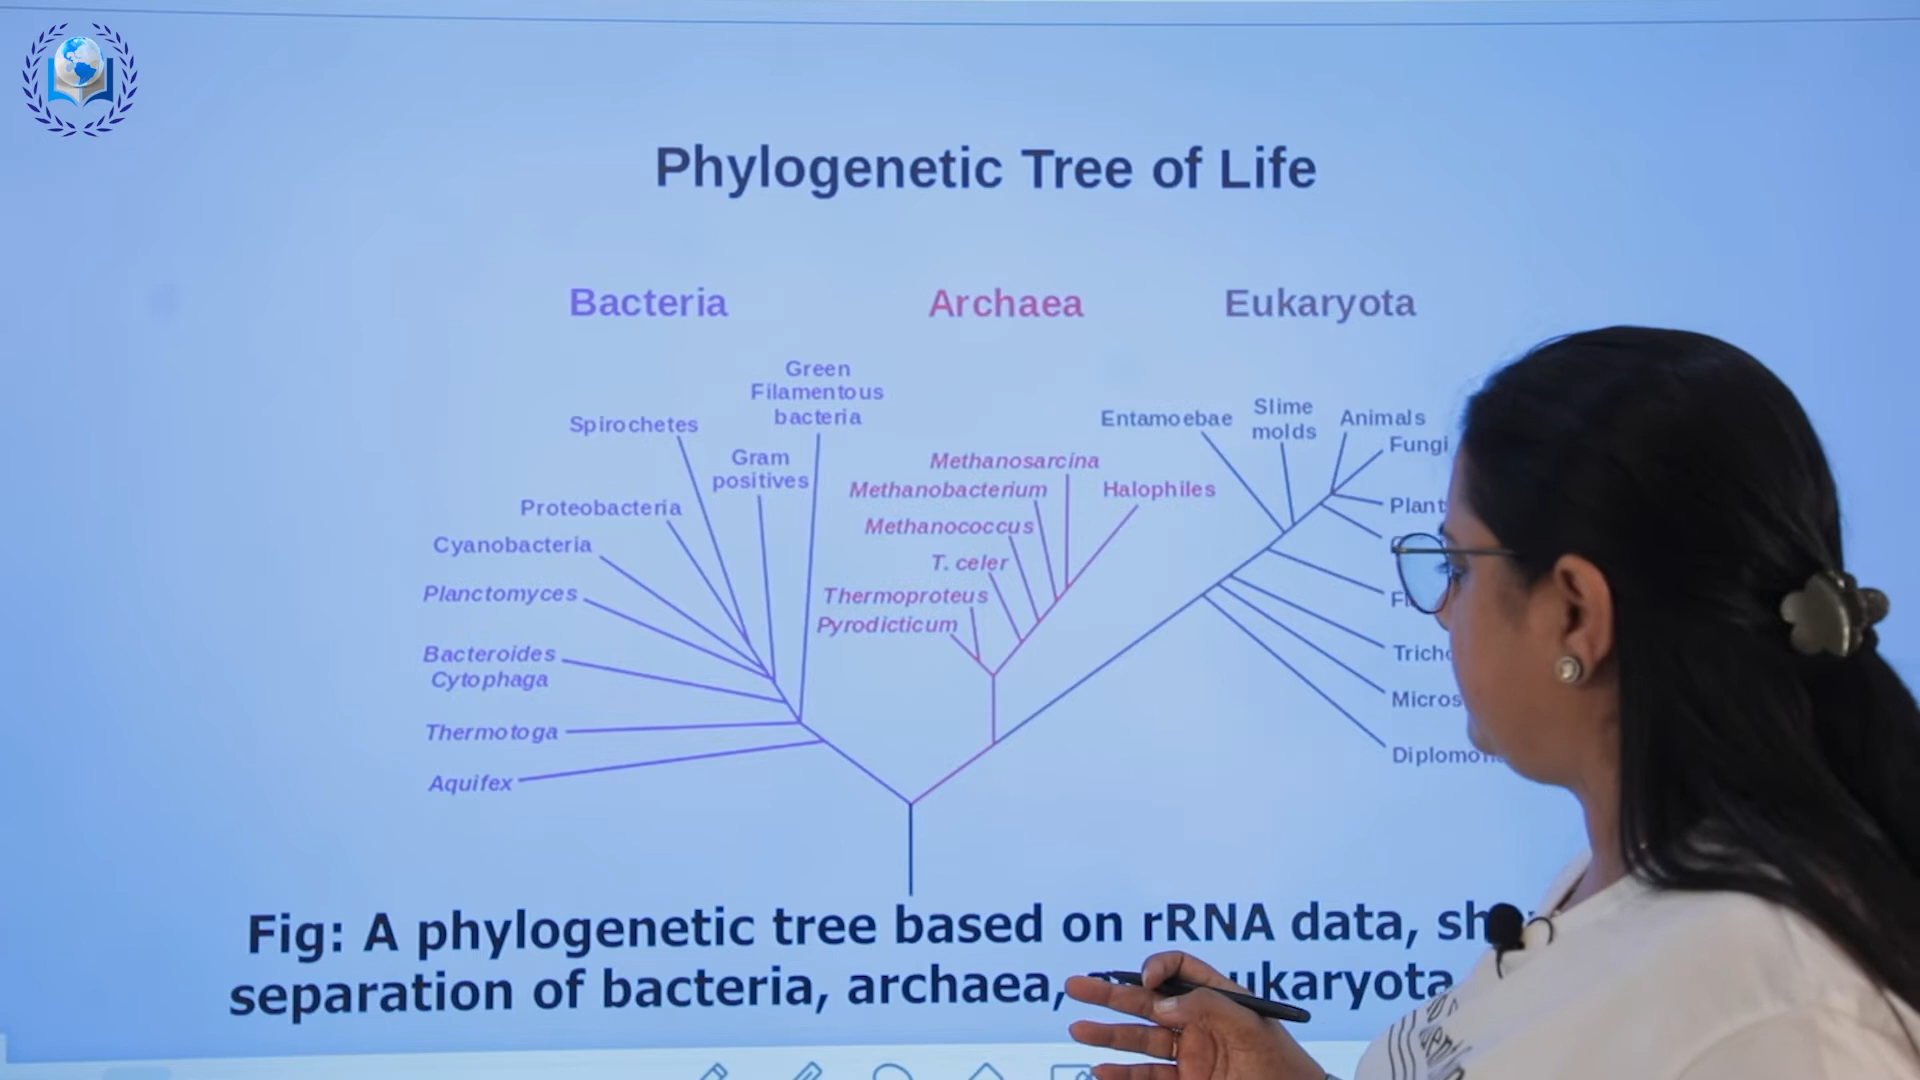 Phylogenetic Tree of Life
Bacteria
Archaea
Eukaryota
Green
Filamentous
bacteria
Spirochetes
Gram
positives
Proteobacteria
Cyanobacteria
Planctomyces
Bacteroides
Cytophaga
Thermotoga
Aquifex
Methanosarcina
Methanobacterium
Halophiles
Methanococcus
T. celer
Thermoproteus
Pyrodicticum
Entamoebae
Slime
molds
Animals
Fungi
Fig: A phylogenetic tree based on rRNA data,
separation of bacteria, archaea,